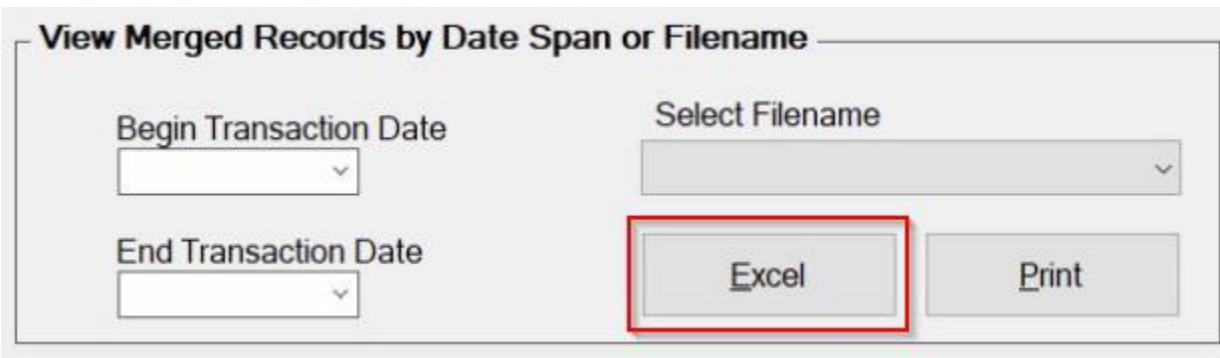 View Merged Records by Date Span or Filename
Begin Transaction Date
Select Filename
End Transaction Date
Excel
Print